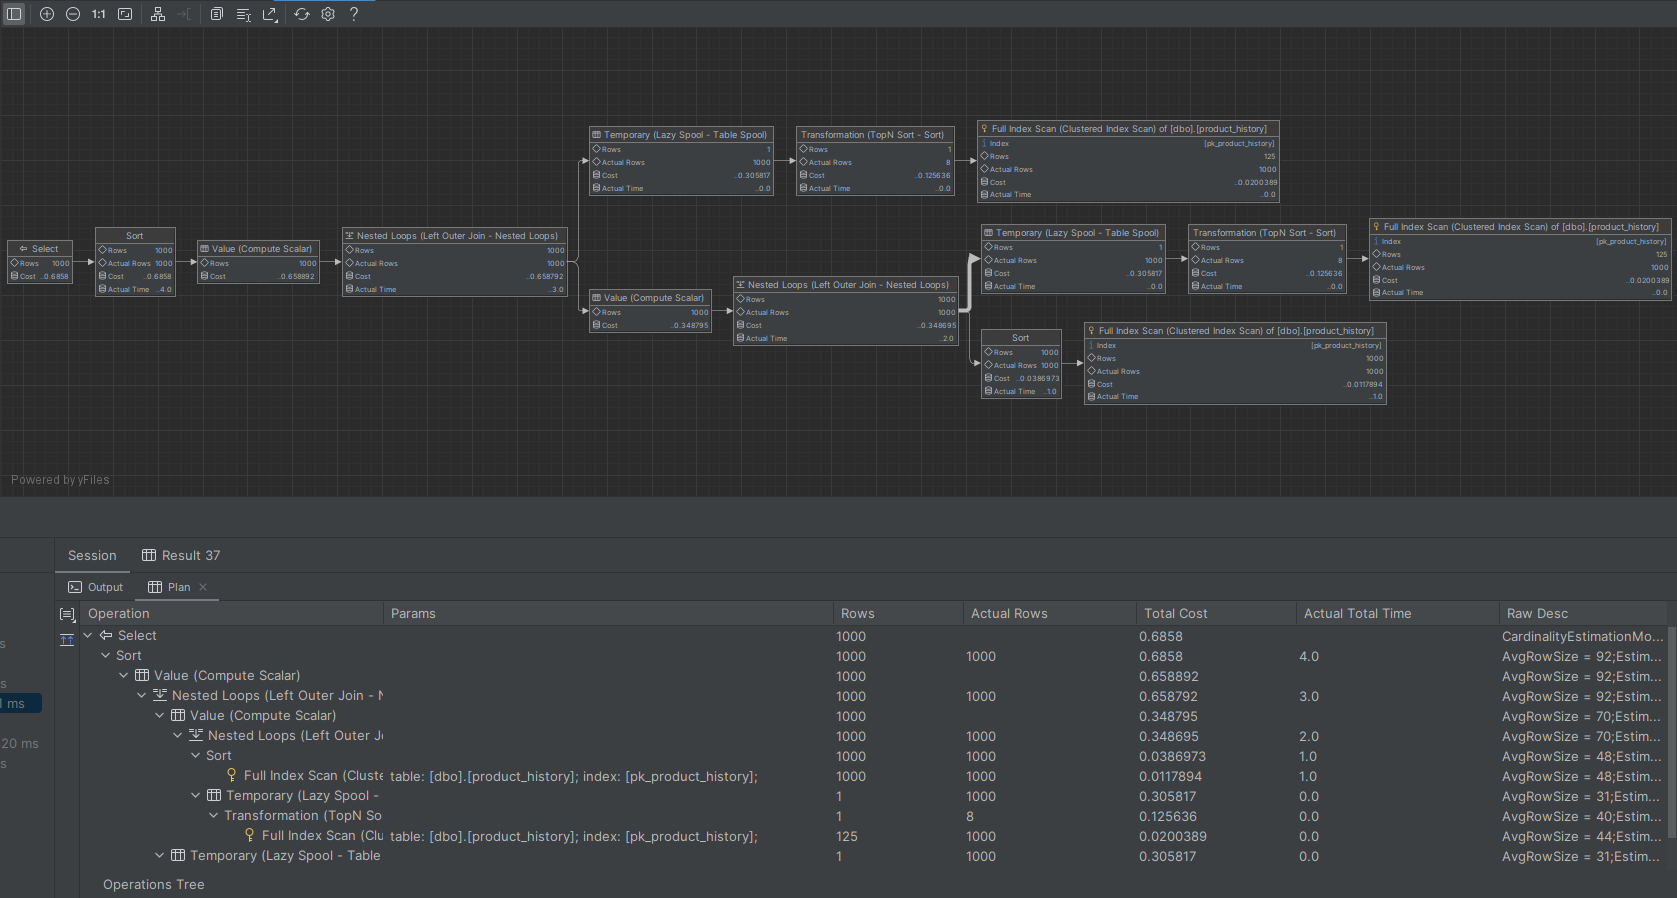 1:1
?
Temporary (Lazy Spool - Table Spool)
Rows 1
Actual Rows 1000
Cost ..0.305817
Actual Time ..0.0
Transformation (TopN Sort - Sort)
Rows 1
Actual Rows 8
Cost ..0.125636
Actual Time ..0.0
Full Index Scan (Clustered Index Scan) of [dbo].[product_history]
Index [pk_product_history]
Rows 125
Actual Rows 1000
Cost ..0.0200389
Actual Time ..0.0
Select
Rows 1000
Cost ..0.6858
Sort
Rows 1000
Actual Rows 1000
Cost ..0.6858
Actual Time ..4.0
Value (Compute Scalar)
Rows 1000
Cost ..0.658892
Nested Loops (Left Outer Join - Nested Loops)
Rows 1000
Actual Rows 1000
Cost ..0.658792
Actual Time ..3.0
Value (Compute Scalar)
Rows 1000
Cost ..0.348795
Nested Loops (Left Outer Join - Nested Loops)
Rows 1000
Actual Rows 1000
Cost ..0.348695
Actual Time ..2.0
Temporary (Lazy Spool - Table Spool)
Rows 1
Actual Rows 1000
Cost ..0.305817
Actual Time ..0.0
Transformation (TopN Sort - Sort)
Rows 1
Actual Rows 8
Cost ..0.125636
Actual Time ..0.0
Full Index Scan (Clustered Index Scan) of [dbo].[product_history]
Index [pk_product_history]
Rows 125
Actual Rows 1000
Cost ..0.0200389
Actual Time ..0.0
Sort
Rows 1000
Actual Rows 1000
Cost ..0.0386973
Actual Time ..1.0
Full Index Scan (Clustered Index Scan) of [dbo].[product_history]
Index [pk_product_history]
Rows 1000
Actual Rows 1000
Cost ..0.0117894
Actual Time ..1.0
Powered by yFiles
Session Result 37
Output Plan
Operation Params Rows Actual Rows Total Cost Actual Total Time Raw Desc
Select 1000 0.6858 CardinalityEstimationMo...
Sort 1000 1000 0.6858 4.0 AvgRowSize = 92;Estim...
Value (Compute Scalar) 1000 0.658892 AvgRowSize = 92;Estim...
Nested Loops (Left Outer Join - N 1000 1000 0.658792 3.0 AvgRowSize = 92;Estim...
Value (Compute Scalar) 1000 0.348795 AvgRowSize = 70;Estim...
Nested Loops (Left Outer Jo 1000 1000 0.348695 2.0 AvgRowSize = 70;Estim...
Sort 1000 1000 0.0386973 1.0 AvgRowSize = 48;Estim...
Full Index Scan (Cluste table: [dbo].[product_history]; index: [pk_product_history]; 1000 1000 0.0117894 1.0 AvgRowSize = 48;Estim...
Temporary (Lazy Spool - 1 1000 0.305817 0.0 AvgRowSize = 31;Estim...
Transformation (TopN So 1 8 0.125636 0.0 AvgRowSize = 40;Estim...
Full Index Scan (Clu table: [dbo].[product_history]; index: [pk_product_history]; 125 1000 0.0200389 0.0 AvgRowSize = 44;Estim...
Temporary (Lazy Spool - Table 1 1000 0.305817 0.0 AvgRowSize = 31;Estim...
Operations Tree
s
s
ms
20 ms
s